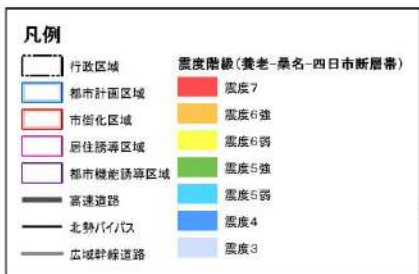 凡例
行政区域
都市計画区域
市街化区域
居住誘導区域
都市機能誘導区域
高速道路
北勢バイパス
広域幹線道路
震度階級(養老-桑名-四日市断層帯)
震度7
震度6強
震度6弱
震度5強
震度5弱
震度4
震度3